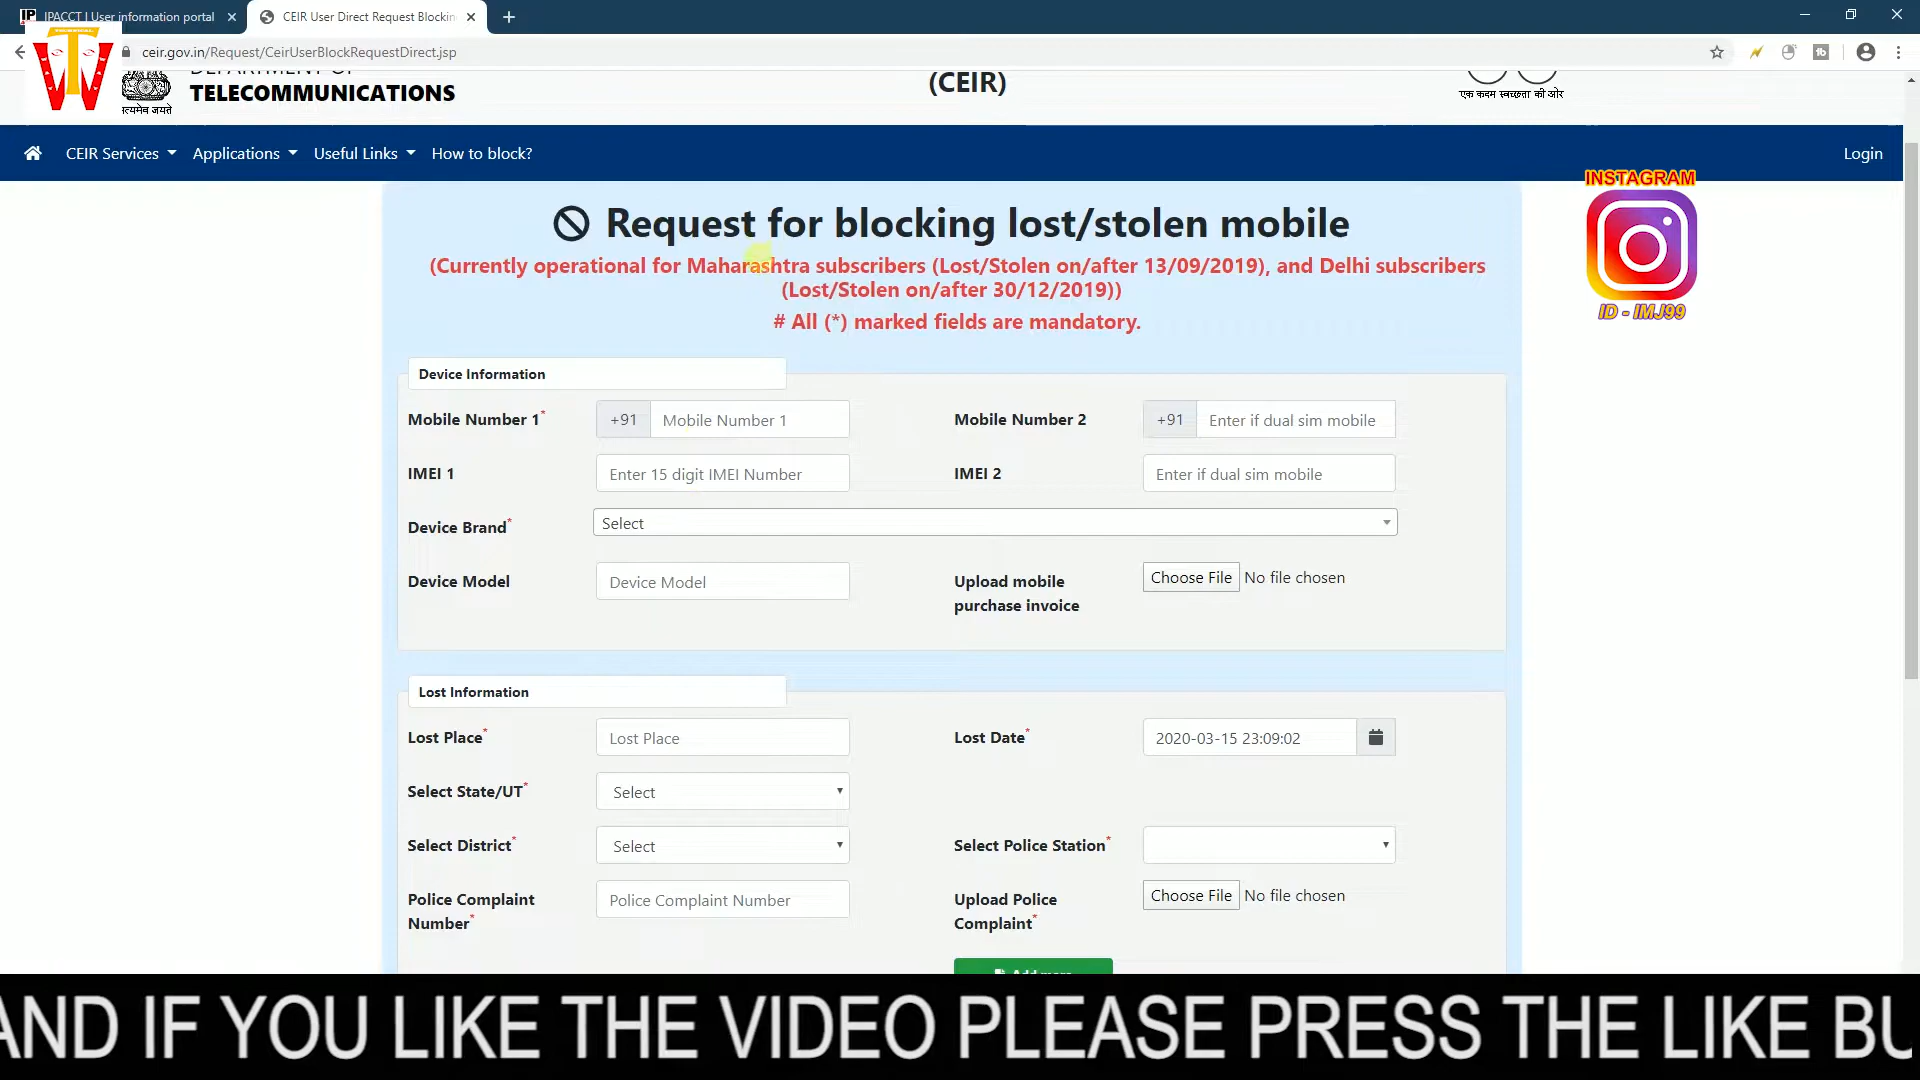 IPACCT | User information portal
CEIR User Direct Request Blockin
ceir.gov.in/Request/CeirUserBlockRequestDirect.jsp
TW
DEPARTMENT OF
TELECOMMUNICATIONS
सत्यमेव जयते
(CEIR)
एक कदम स्वच्छता की ओर
CEIR Services
Applications
Useful Links
How to block?
Login
INSTAGRAM
ID - IMJ99
Request for blocking lost/stolen mobile
(Currently operational for Maharashtra subscribers (Lost/Stolen on/after 13/09/2019), and Delhi subscribers
(Lost/Stolen on/after 30/12/2019))
# All (*) marked fields are mandatory.
Device Information
Mobile Number 1* +91 Mobile Number 1
Mobile Number 2 +91 Enter if dual sim mobile
IMEI 1 Enter 15 digit IMEI Number
IMEI 2 Enter if dual sim mobile
Device Brand* Select
Device Model Device Model
Upload mobile
purchase invoice
Choose File No file chosen
Lost Information
Lost Place* Lost Place
Lost Date* 2020-03-15 23:09:02
Select State/UT* Select
Select District* Select
Select Police Station*
Police Complaint
Number*
Police Complaint Number
Upload Police
Complaint*
Choose File No file chosen
Add more
AND IF YOU LIKE THE VIDEO PLEASE PRESS THE LIKE BU